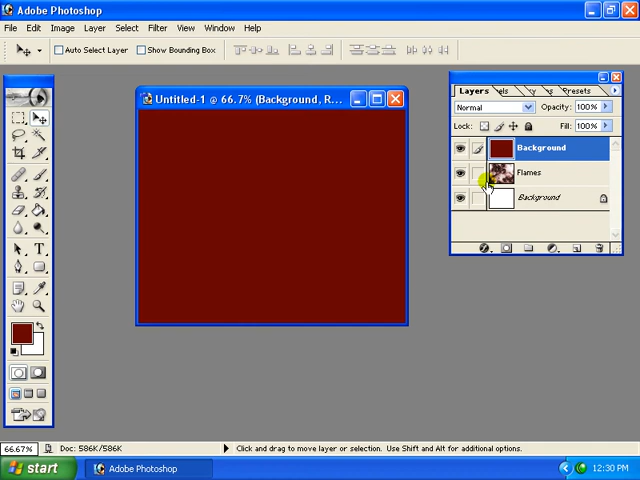 Adobe Photoshop
File Edit Image Layer Select Filter View Window Help
Auto Select Layer Show Bounding Box
Untitled-1 @ 66.7% (Background, R...
Layers els y s Presets
Normal Opacity: 100%
Lock: Fill: 100%
Background
Flames
Background
T
66.67% Doc: 586K/586K Click and drag to move layer or selection. Use Shift and Alt for additional options.
start Adobe Photoshop 12:30 PM